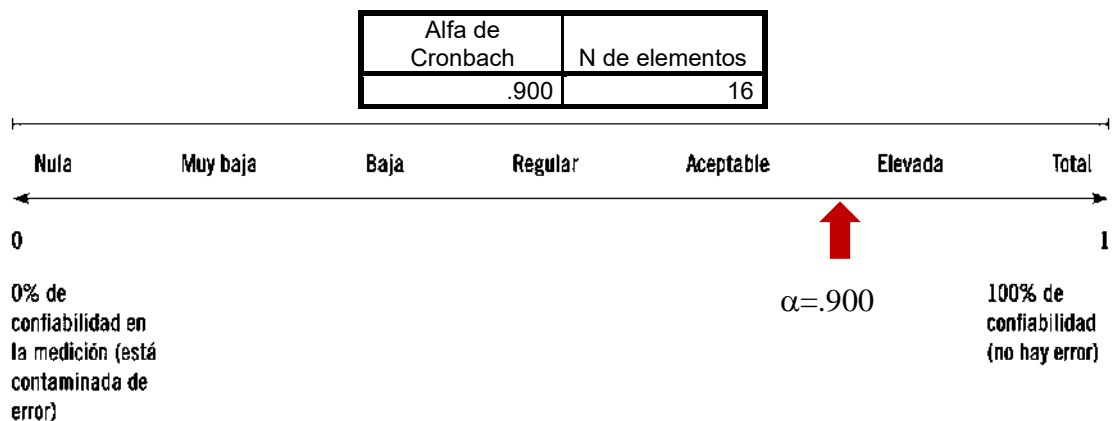 Alfa de
Cronbach
N de elementos
.900
16
Nula Muy baja Baja Regular Aceptable Elevada Total
0 1
0% de
confiabilidad en
la medición (está
contaminada de
error)
α=.900
100% de
confiabilidad
(no hay error)